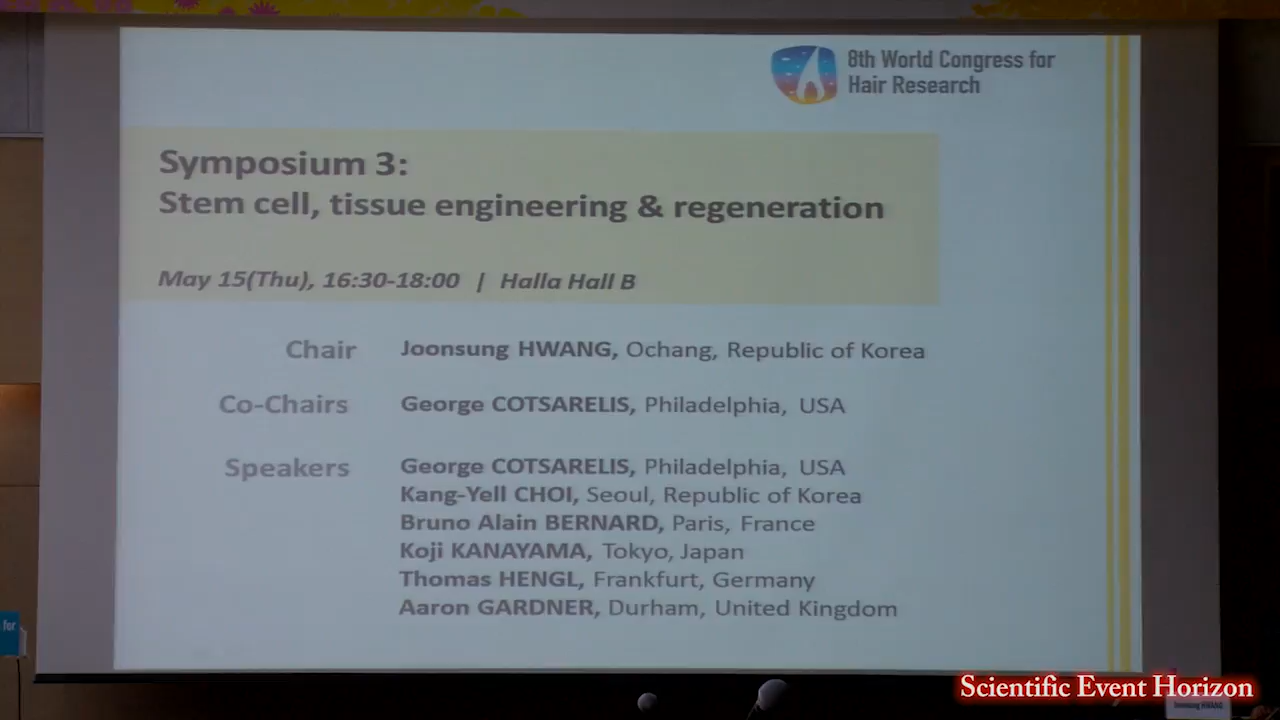 8th World Congress for
Hair Research
Symposium 3:
Stem cell, tissue engineering & regeneration
May 15(Thu), 16:30-18:00 | Halla Hall B
Chair Joonsung HWANG, Ochang, Republic of Korea
Co-Chairs George COTSARELIS, Philadelphia, USA
Speakers George COTSARELIS, Philadelphia, USA
Kang-Yell CHOI, Seoul, Republic of Korea
Bruno Alain BERNARD, Paris, France
Koji KANAYAMA, Tokyo, Japan
Thomas HENGL, Frankfurt, Germany
Aaron GARDNER, Durham, United Kingdom
for
Scientific Event Horizon
Joonsung HWANG